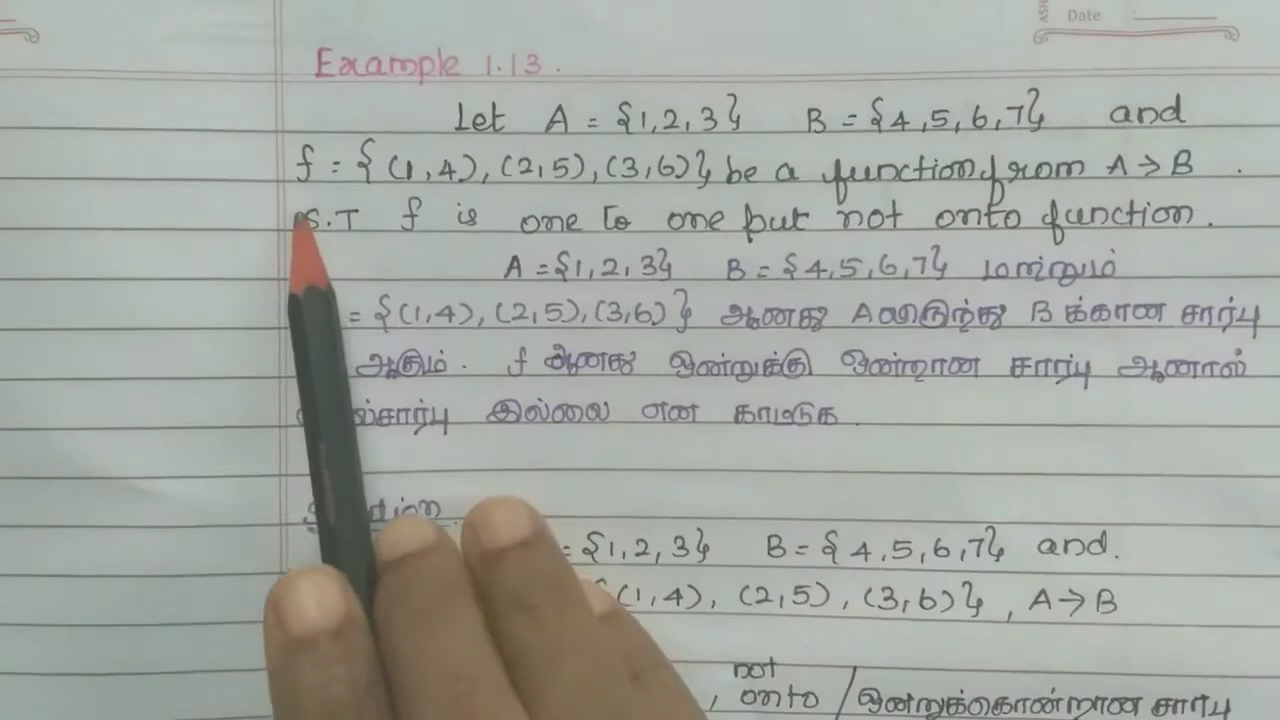 Date
Example 1.13.
Let A = {1,2,3} B = {4,5,6,7} and
f = {(1,4),(2,5),(3,6)} be a function from A→B.
S.T f is one to one but not onto function.
A = {1,2,3} B = {4,5,6,7} மற்றும்
= {(1,4),(2,5),(3,6)} ஆனது A விலிருந்து B க்கான சார்பு
ஆகும். f ஆனது ஒன்றுக்கு ஒன்றான சார்பு ஆனால்
இல்லை என காட்டுக.
= {1,2,3} B = {4,5,6,7} and.
(1,4), (2,5), (3,6)}, A→B
not
, onto / ஒன்றுக்கொன்றான சார்பு